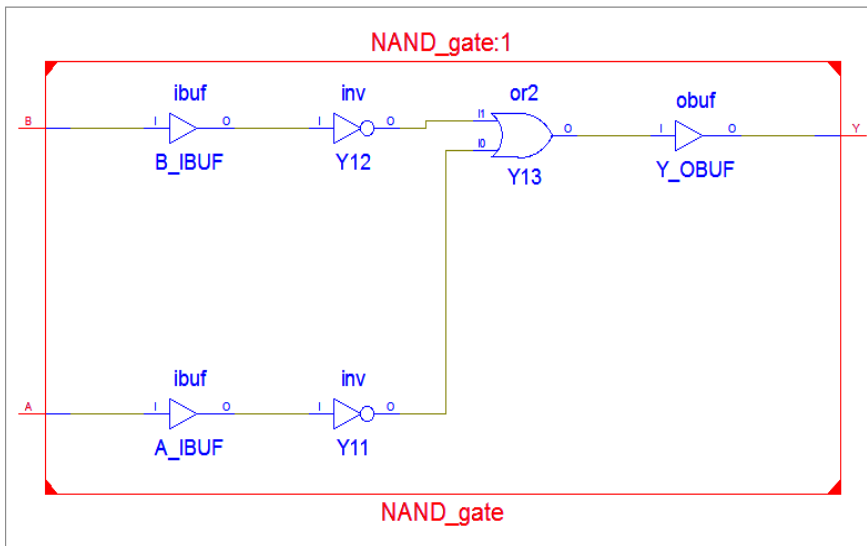 NAND_gate:1
ibuf inv or2 obuf
B I O I O I1 O I O Y
I0
B_IBUF Y12 Y13 Y_OBUF
ibuf inv
A I O I O
A_IBUF Y11
NAND_gate